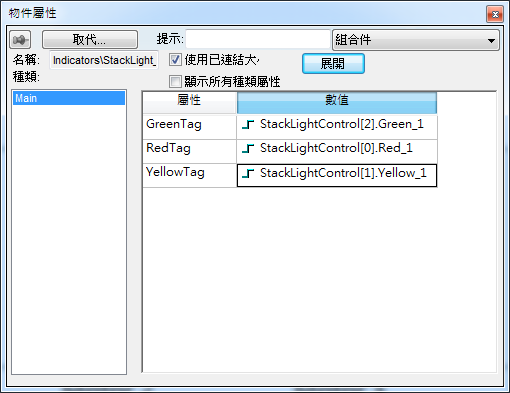 物件屬性
取代... 提示: 組合件
名稱: Indicators\StackLight_ 使用已連結大,
展開
種類: 顯示所有種類屬性
Main
屬性 數值
GreenTag StackLightControl[2].Green_1
RedTag StackLightControl[0].Red_1
YellowTag StackLightControl[1].Yellow_1